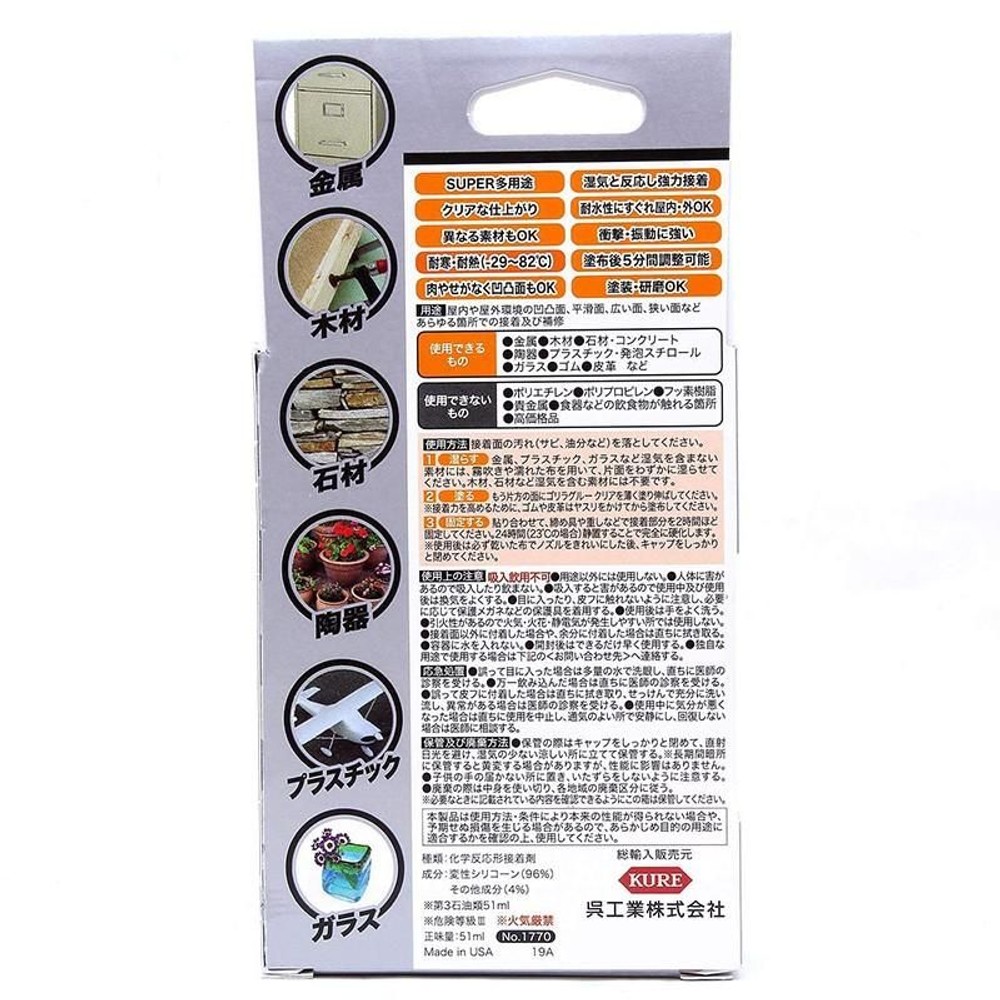 金属
木材
石材
陶器
プラスチック
ガラス
SUPER多用途
湿気と反応し強力接着
クリアな仕上がり
耐水性にすぐれ屋内・外OK
異なる素材もOK
衝撃・振動に強い
耐寒・耐熱(-29〜82℃)
塗布後5分間調整可能
肉やせがなく凹凸面もOK
塗装・研磨OK
用途 屋内や屋外環境の凹凸面、平滑面、広い面、狭い面など
あらゆる箇所での接着及び補修
使用できる
もの
●金属●木材●石材・コンクリート
●陶器●プラスチック・発泡スチロール
●ガラス●ゴム●皮革 など
使用できない
もの
●ポリエチレン●ポリプロピレン●フッ素樹脂
●貴金属●食器などの飲食物が触れる箇所
●高価格品
使用方法 接着面の汚れ(サビ、油分など)を落としてください。
1 湿らす 金属、プラスチック、ガラスなど湿気を含まない
素材には、霧吹きや濡れた布を用いて、片面をわずかに湿らせて
ください。木材、石材など湿気を含む素材には不要です。
2 塗る もう片方の面にゴリラグルー クリアを薄く塗り伸ばしてください。
※接着力を高めるために、ゴムや皮革はヤスリをかけてから塗布してください。
3 固定する 貼り合わせて、締め具や重しなどで接着部分を2時間ほど
固定してください。24時間(23℃の場合)静置することで完全に硬化します。
※使用後は必ず乾いた布でノズルをきれいにした後、キャップをしっかり
と閉めてください。
使用上の注意 吸入飲用不可●用途以外には使用しない。●人体に害が
あるので吸入したり飲まない。●吸入すると害があるので使用中及び使用
後は換気をよくする。●目に入ったり、皮フに触れないように注意し、必要
に応じて保護メガネなどの保護具を着用する。●使用後は手をよく洗う。
●引火性があるので火気・火花・静電気が発生しやすい所では使用しない。
●接着面以外に付着した場合や、余分に付着した場合は直ちに拭き取る。
●容器に水を入れない。●開封後はできるだけ早く使用する。●独自な
用途で使用する場合は下記の<お問い合わせ先>へ連絡する。
応急処置 ●誤って目に入った場合は多量の水で洗眼し、直ちに医師の
診察を受ける。●万一飲み込んだ場合は直ちに医師の診察を受ける。
●誤って皮フに付着した場合は直ちに拭き取り、せっけんで充分に洗い
流し、異常がある場合は医師の診察を受ける。●使用中に気分が悪く
なった場合は直ちに使用を中止し、通気のよい所で安静にし、回復しない
場合は医師に相談する。
保管及び廃棄方法 ●保管の際はキャップをしっかりと閉めて、直射
日光を避け、湿気の少ない涼しい所に立てて保管する。※長期間暗所
に保管すると黄変する場合がありますが、性能に影響はありません。
●子供の手の届かない所に置き、いたずらをしないように注意する。
●廃棄の際は中身を使い切り、各地域の廃棄区分に従う。
※必要なときに記載されている内容を確認できるようにこの箱は保管してください。
本製品は使用方法・条件により本来の性能が得られない場合や、
予期せぬ損傷を生じる場合があるので、あらかじめ目的の用途に
適合するかを確認の上、使用してください。
種類:化学反応形接着剤
成分:変性シリコーン(96%)
その他成分(4%)
※第3石油類51ml
※危険等級Ⅲ ※火気厳禁
正味量:51ml No.1770
Made in USA 19A
総輸入販売元
KURE
呉工業株式会社